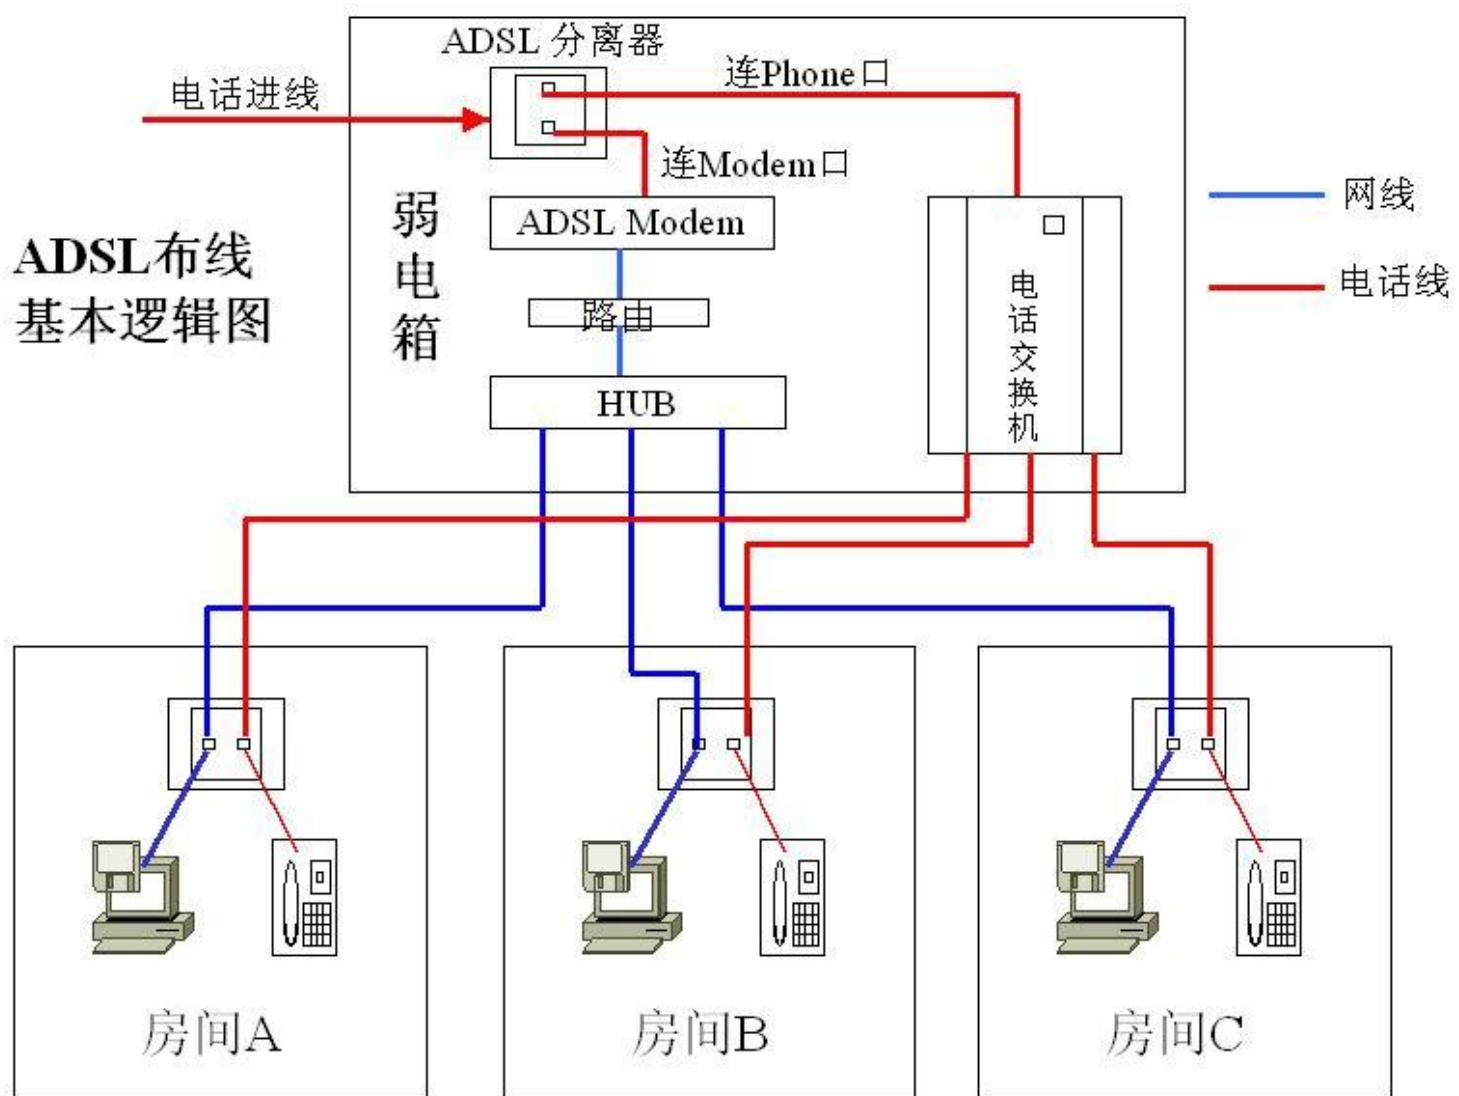 ADSL 分离器
连Phone口
电话进线
连Modem口
网线
弱电箱
ADSL Modem
ADSL布线
基本逻辑图
电话线
路由
电话交换机
HUB
房间A
房间B
房间C